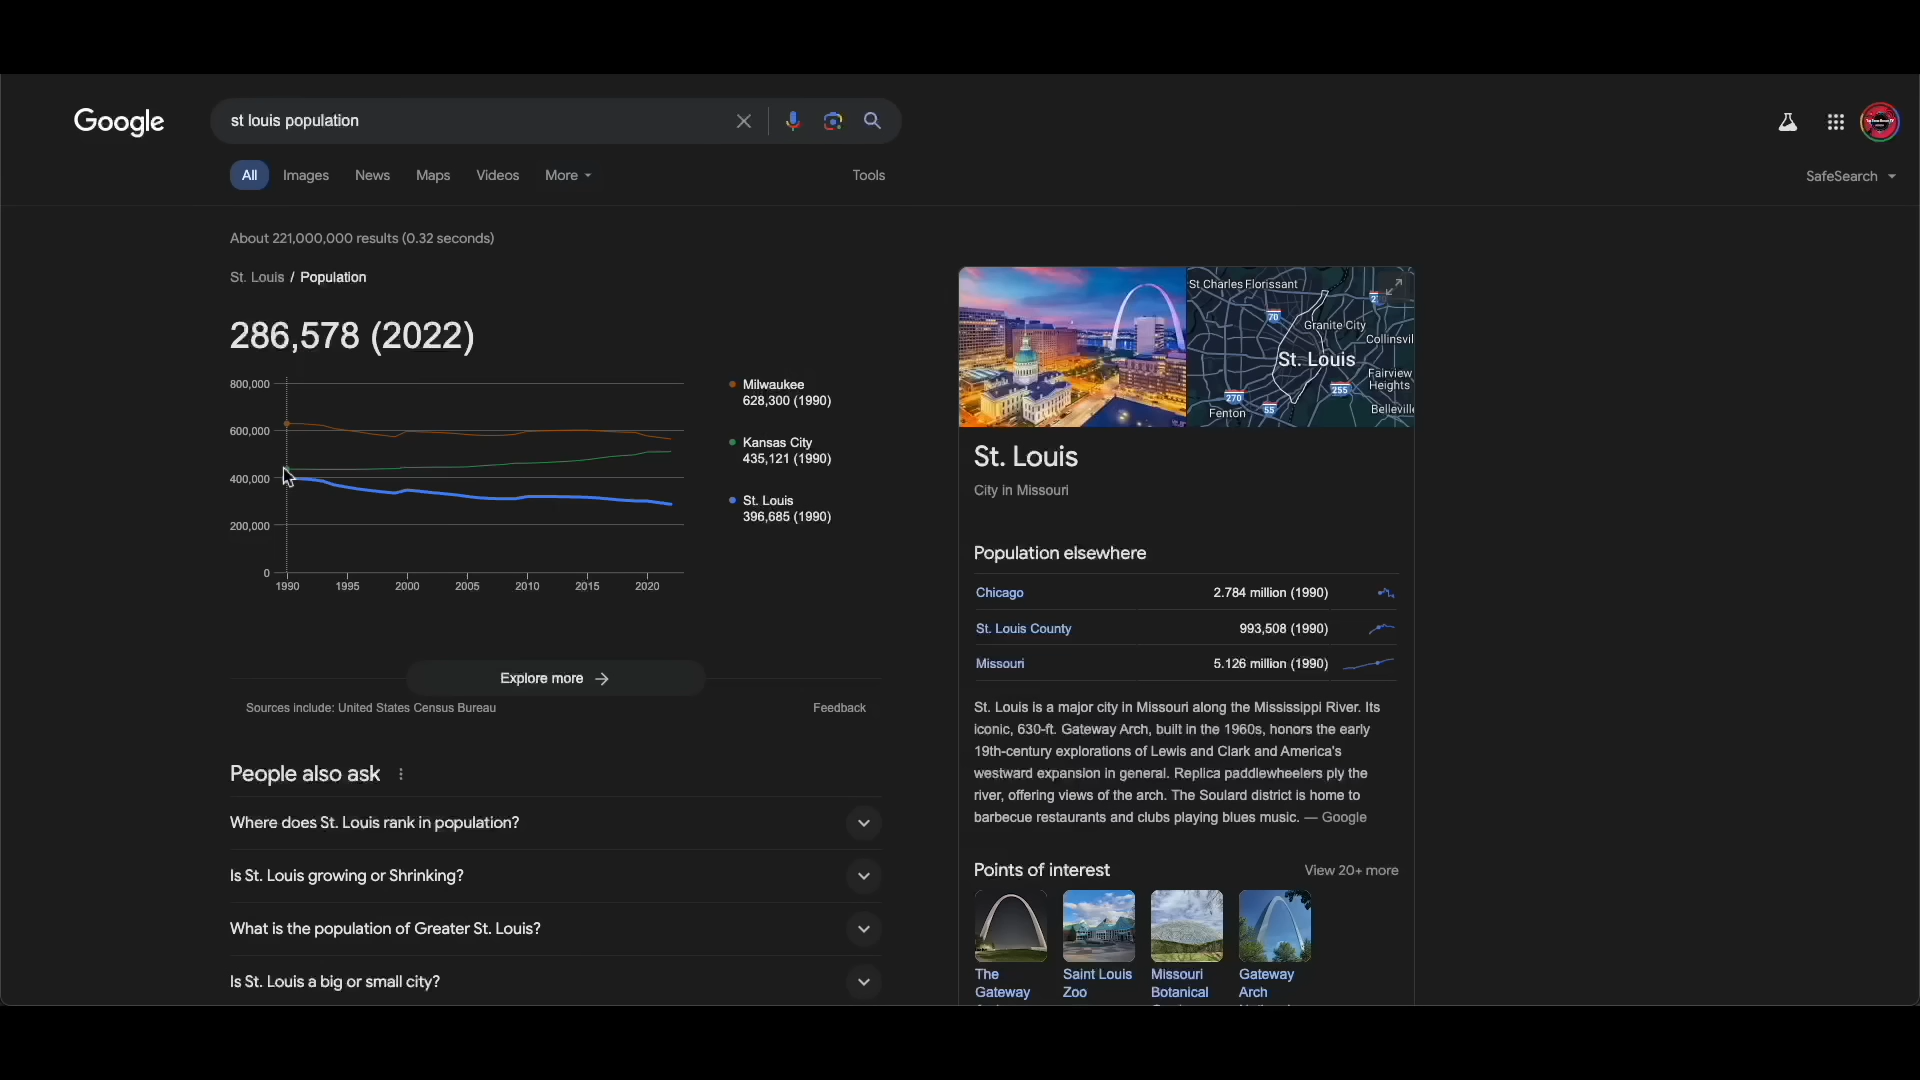 Google
st louis population
All
Images
News
Maps
Videos
More
Tools
SafeSearch
About 221,000,000 results (0.32 seconds)
St. Louis / Population
286,578 (2022)
800,000
600,000
400,000
200,000
0
1990
1995
2000
2005
2010
2015
2020
Milwaukee
628,300 (1990)
Kansas City
435,121 (1990)
St. Louis
396,685 (1990)
Explore more
Sources include: United States Census Bureau
Feedback
People also ask
Where does St. Louis rank in population?
Is St. Louis growing or Shrinking?
What is the population of Greater St. Louis?
Is St. Louis a big or small city?
St Charles Florissant
70
Granite City
Collinsvil
St. Louis
Fairview
Heights
255
270
55
Fenton
Bellevill
St. Louis
City in Missouri
Population elsewhere
Chicago 2.784 million (1990)
St. Louis County 993,508 (1990)
Missouri 5.126 million (1990)
St. Louis is a major city in Missouri along the Mississippi River. Its
iconic, 630-ft. Gateway Arch, built in the 1960s, honors the early
19th-century explorations of Lewis and Clark and America's
westward expansion in general. Replica paddlewheelers ply the
river, offering views of the arch. The Soulard district is home to
barbecue restaurants and clubs playing blues music. — Google
Points of interest
View 20+ more
The
Gateway
Saint Louis
Zoo
Missouri
Botanical
Gateway
Arch